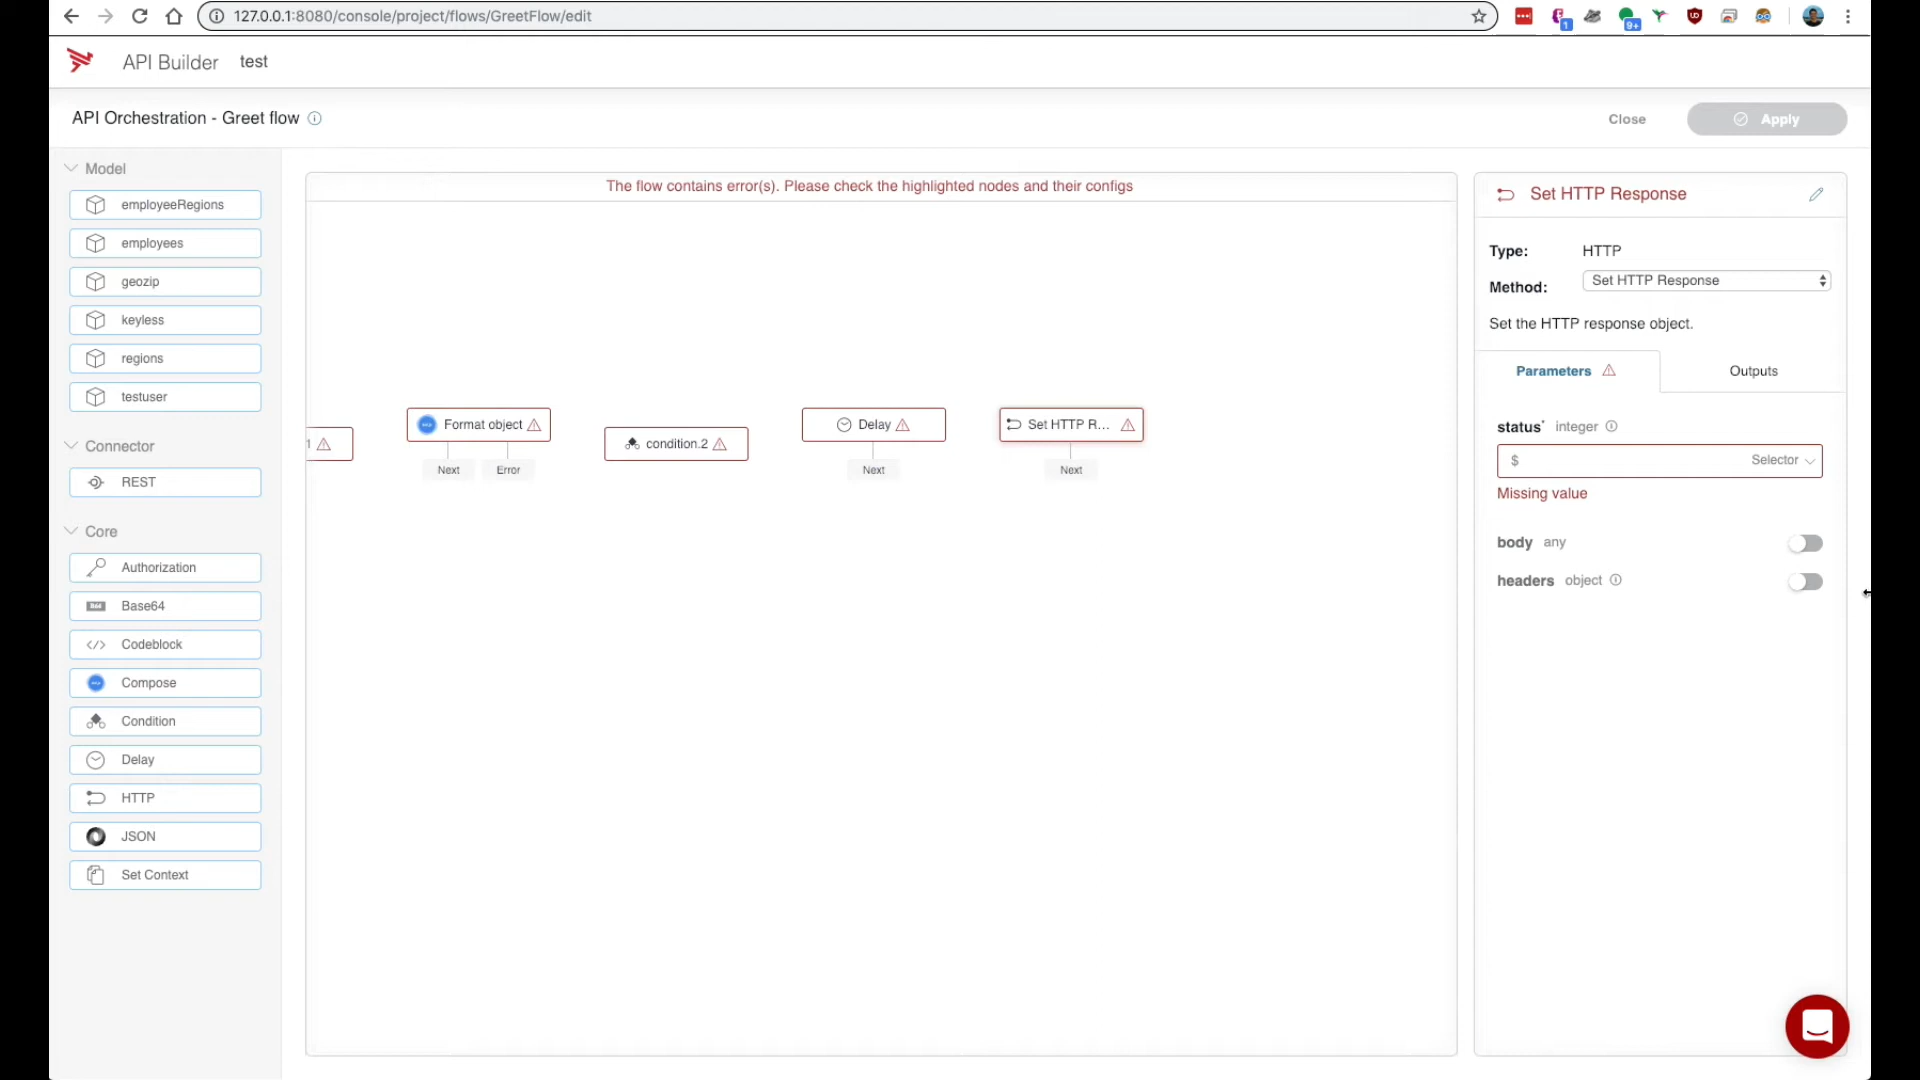 127.0.0.1:8080/console/project/flows/GreetFlow/edit
1
9+
API Builder
test
API Orchestration - Greet flow
Close
Apply
Model
employeeRegions
employees
geozip
keyless
regions
testuser
Connector
REST
Core
Authorization
B64
Base64
</> Codeblock
Compose
Condition
Delay
HTTP
JSON
Set Context
The flow contains error(s). Please check the highlighted nodes and their configs
1
Format object
Next
Error
condition.2
Delay
Next
Set HTTP R...
Next
Set HTTP Response
Type: HTTP
Method: Set HTTP Response
Set the HTTP response object.
Parameters
Outputs
status* integer
$
Selector
Missing value
body any
headers object